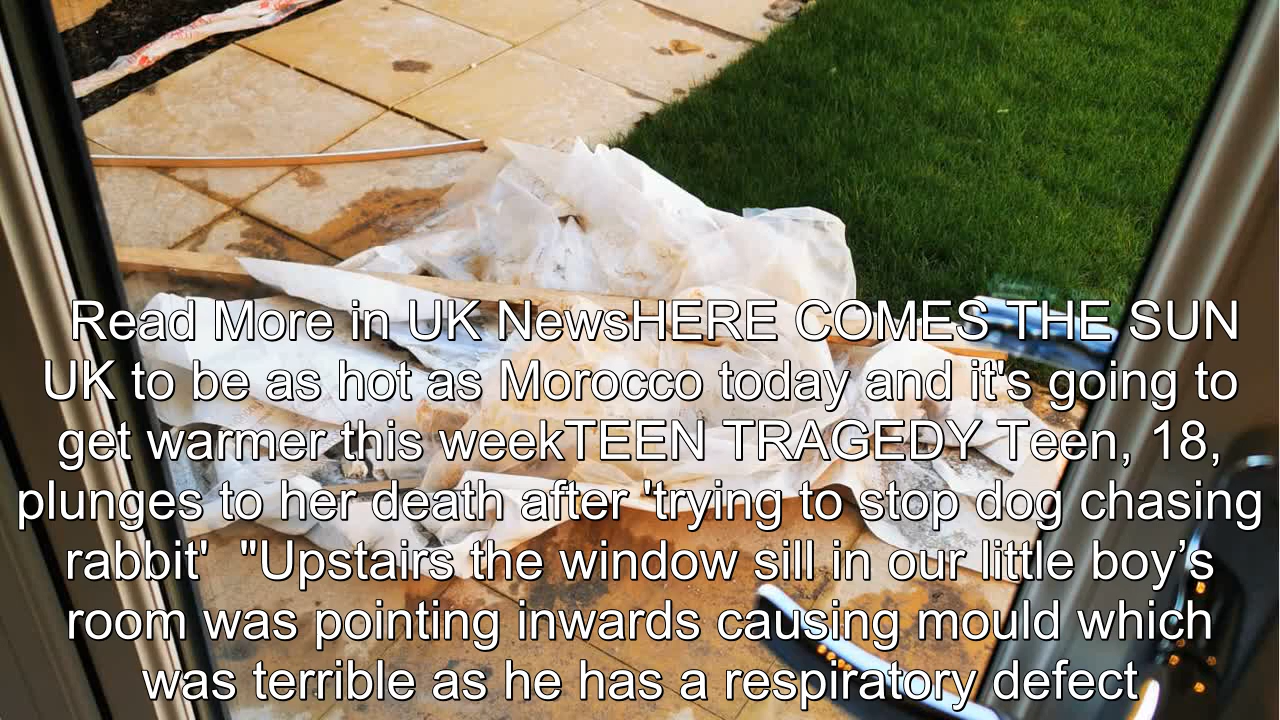 Read More in UK NewsHERE COMES THE SUN
UK to be as hot as Morocco today and it's going to
get warmer this weekTEEN TRAGEDY Teen, 18,
plunges to her death after 'trying to stop dog chasing
rabbit'  "Upstairs the window sill in our little boy’s
room was pointing inwards causing mould which
was terrible as he has a respiratory defect